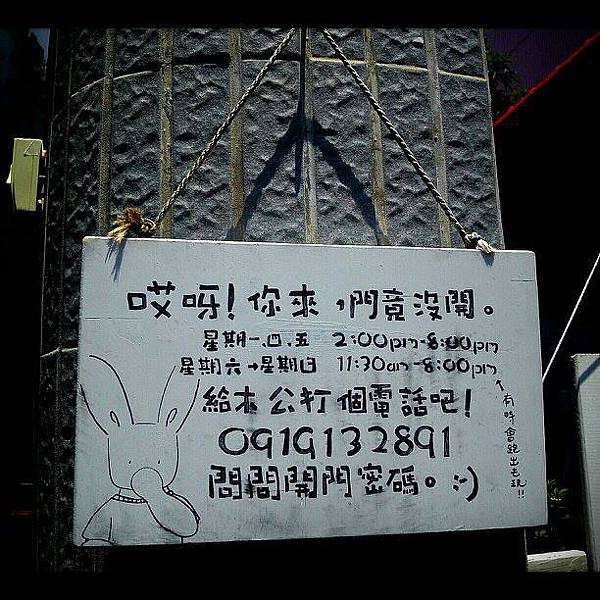 哎呀!你來,門竟沒開。
星期一.四.五 2:00pm-8:00pm
星期六→星期日 11:30am-8:00pm
給木公打個電話吧!
0919132891
問問開門密碼。:-)
↑有時會跑出去玩!!